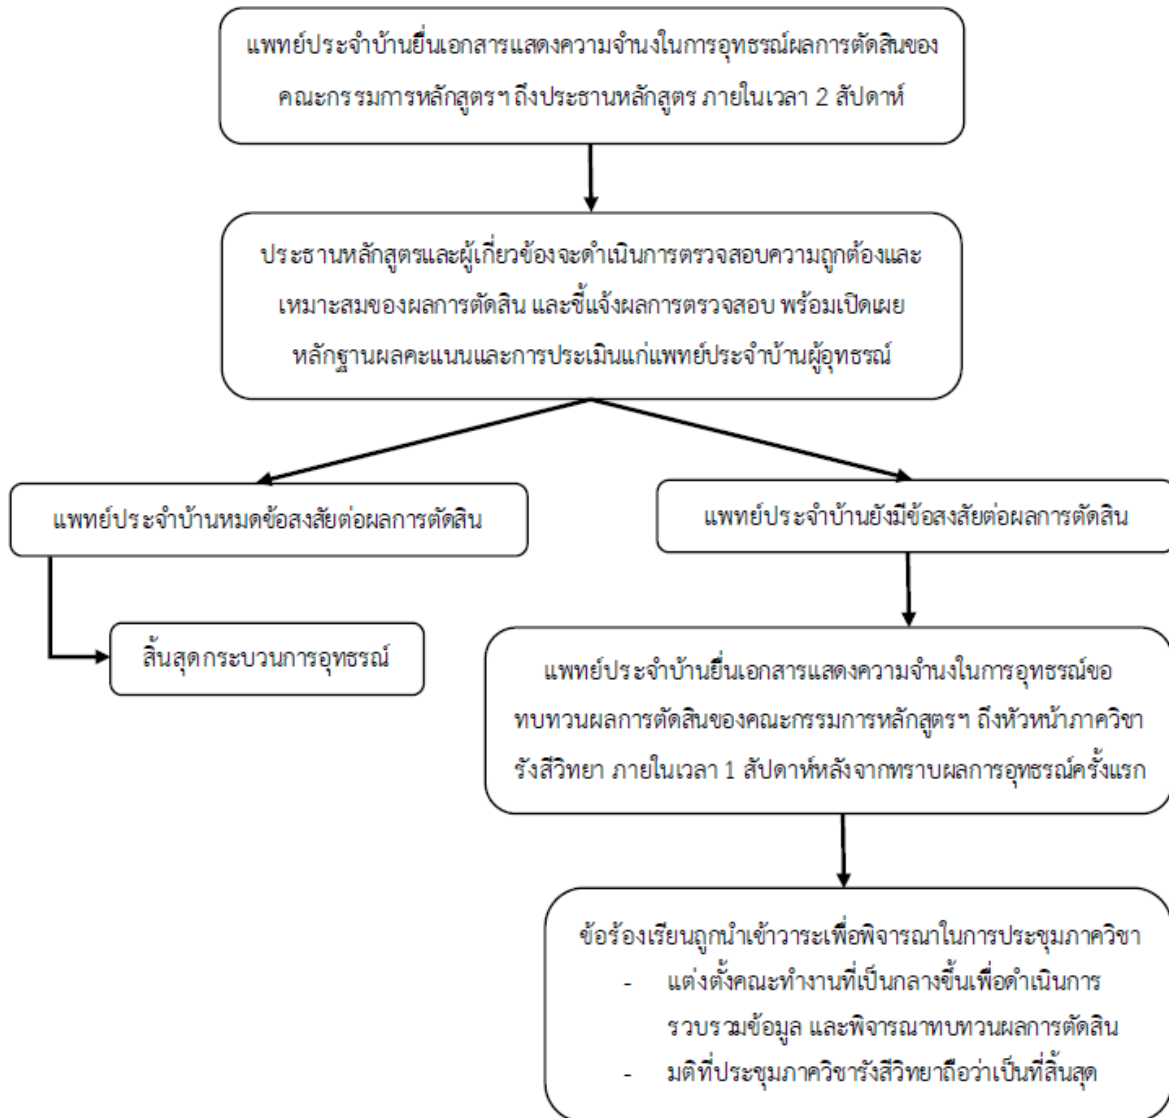 แพทย์ประจำบ้านยื่นเอกสารแสดงความจำนงในการอุทธรณ์ผลการตัดสินของ
คณะกรรมการหลักสูตรฯ ถึงประธานหลักสูตร ภายในเวลา 2 สัปดาห์
ประธานหลักสูตรและผู้เกี่ยวข้องจะดำเนินการตรวจสอบความถูกต้องและ
เหมาะสมของผลการตัดสิน และชี้แจ้งผลการตรวจสอบ พร้อมเปิดเผย
หลักฐานผลคะแนนและการประเมินแก่แพทย์ประจำบ้านผู้อุทธรณ์
แพทย์ประจำบ้านหมดข้อสงสัยต่อผลการตัดสิน
แพทย์ประจำบ้านยังมีข้อสงสัยต่อผลการตัดสิน
สิ้นสุดกระบวนการอุทธรณ์
แพทย์ประจำบ้านยื่นเอกสารแสดงความจำนงในการอุทธรณ์ขอ
ทบทวนผลการตัดสินของคณะกรรมการหลักสูตรฯ ถึงหัวหน้าภาควิชา
รังสีวิทยา ภายในเวลา 1 สัปดาห์หลังจากทราบผลการอุทธรณ์ครั้งแรก
ข้อร้องเรียนถูกนำเข้าวาระเพื่อพิจารณาในการประชุมภาควิชา
- แต่งตั้งคณะทำงานที่เป็นกลางขึ้นเพื่อดำเนินการ
รวบรวมข้อมูล และพิจารณาทบทวนผลการตัดสิน
- มติที่ประชุมภาควิชารังสีวิทยาถือว่าเป็นที่สิ้นสุด